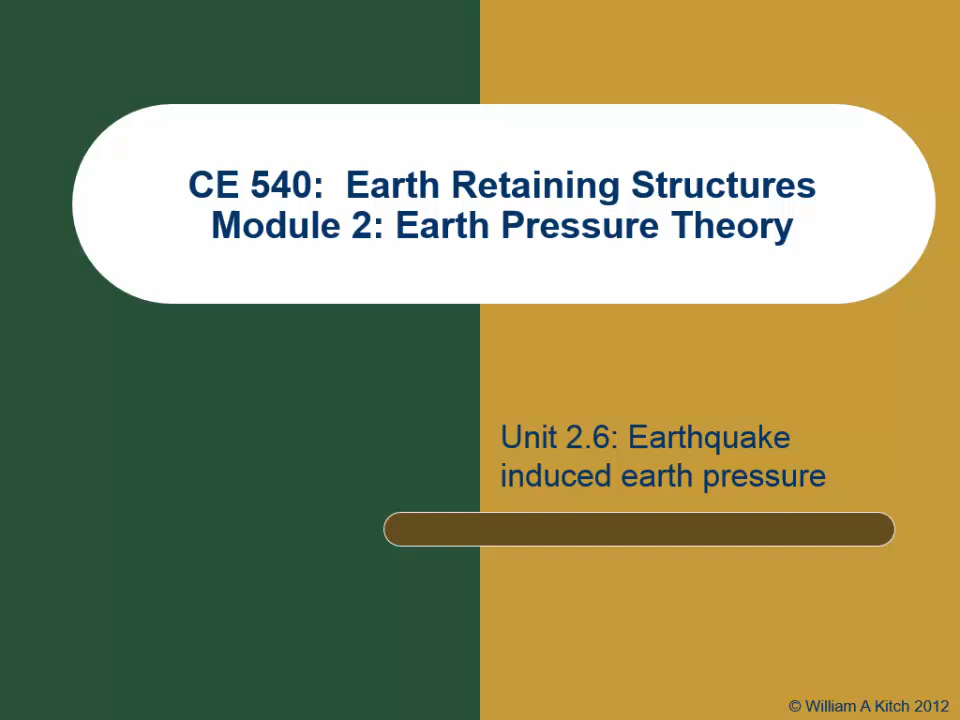 CE 540:  Earth Retaining Structures
Module 2: Earth Pressure Theory
Unit 2.6: Earthquake
induced earth pressure
© William A Kitch 2012